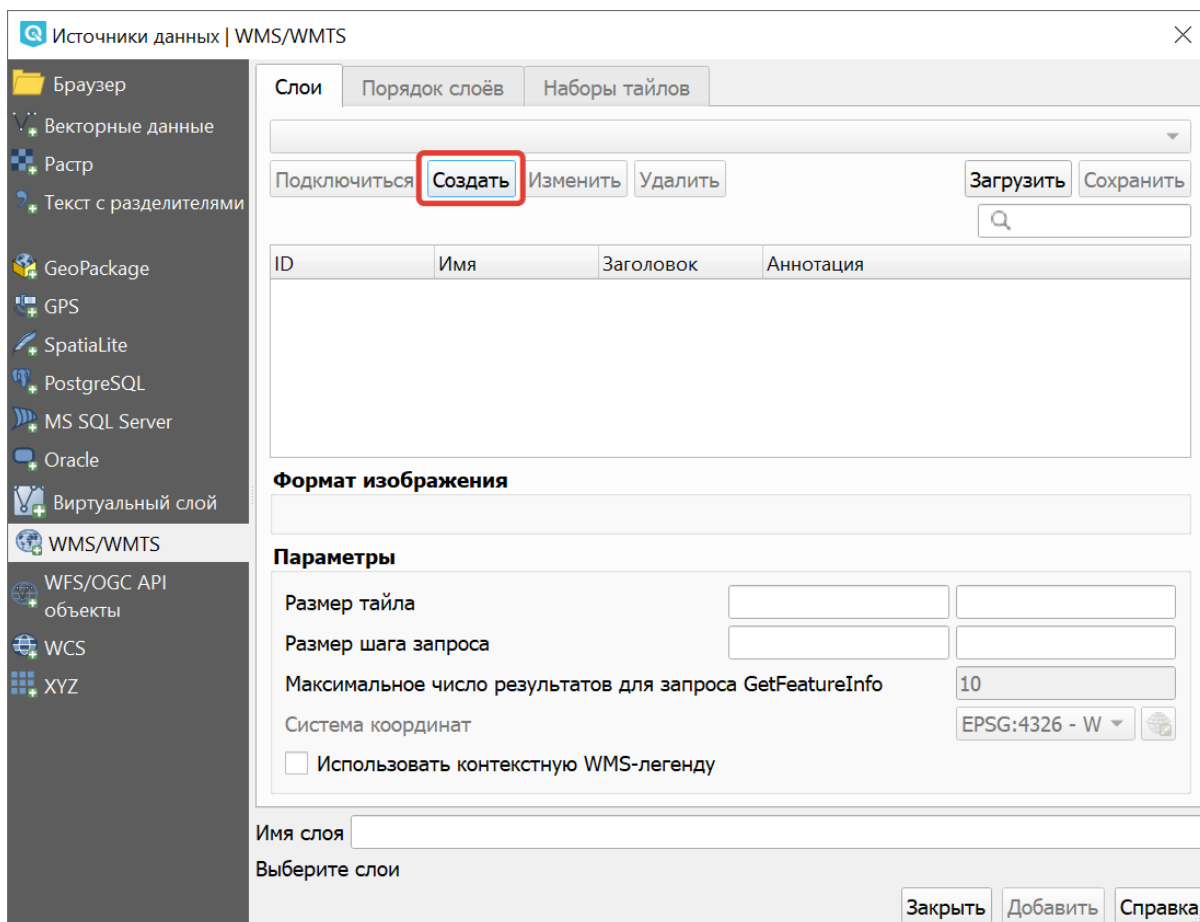 Источники данных | WMS/WMTS
Браузер
Векторные данные
Растр
Текст с разделителями
GeoPackage
GPS
SpatiaLite
PostgreSQL
MS SQL Server
Oracle
Виртуальный слой
WMS/WMTS
WFS/OGC API
объекты
WCS
XYZ
Слои Порядок слоёв Наборы тайлов
Подключиться Создать Изменить Удалить Загрузить Сохранить
ID Имя Заголовок Аннотация
Формат изображения
Параметры
Размер тайла
Размер шага запроса
Максимальное число результатов для запроса GetFeatureInfo 10
Система координат EPSG:4326 - W
Использовать контекстную WMS-легенду
Имя слоя
Выберите слои
Закрыть Добавить Справка